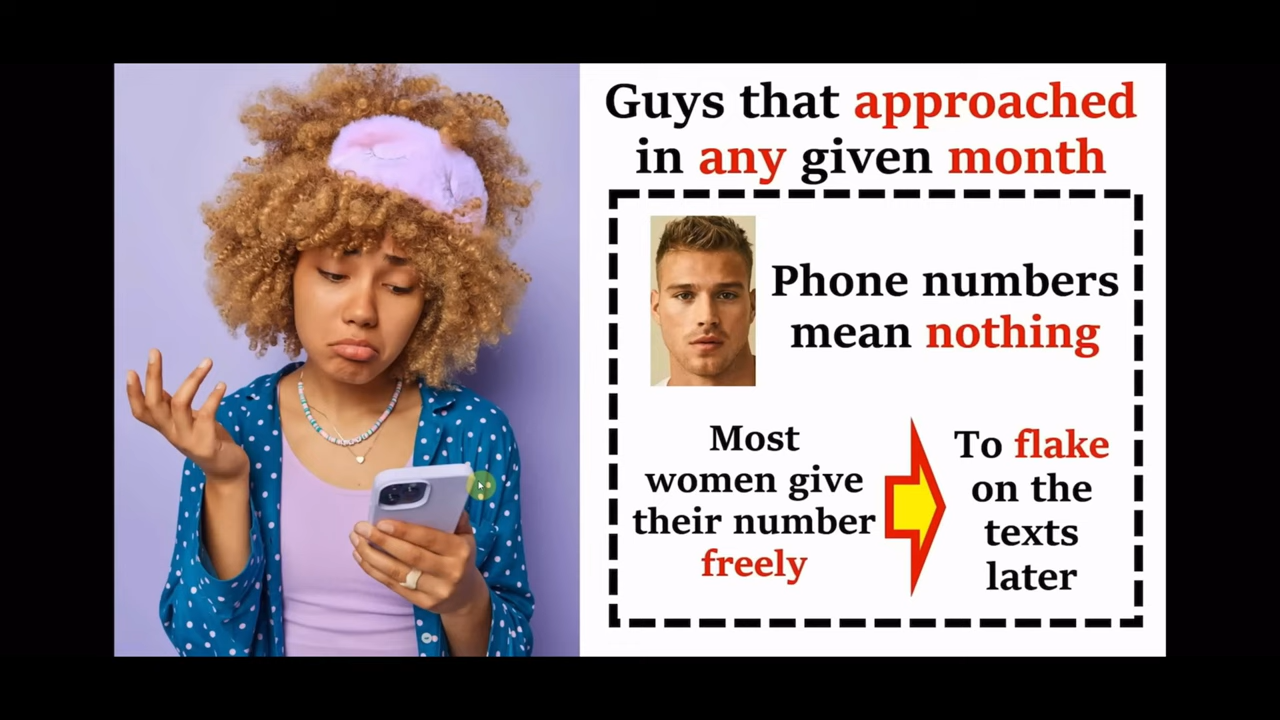 Guys that approached
in any given month
Phone numbers
mean nothing
Most
women give
their number
freely
To flake
on the
texts
later